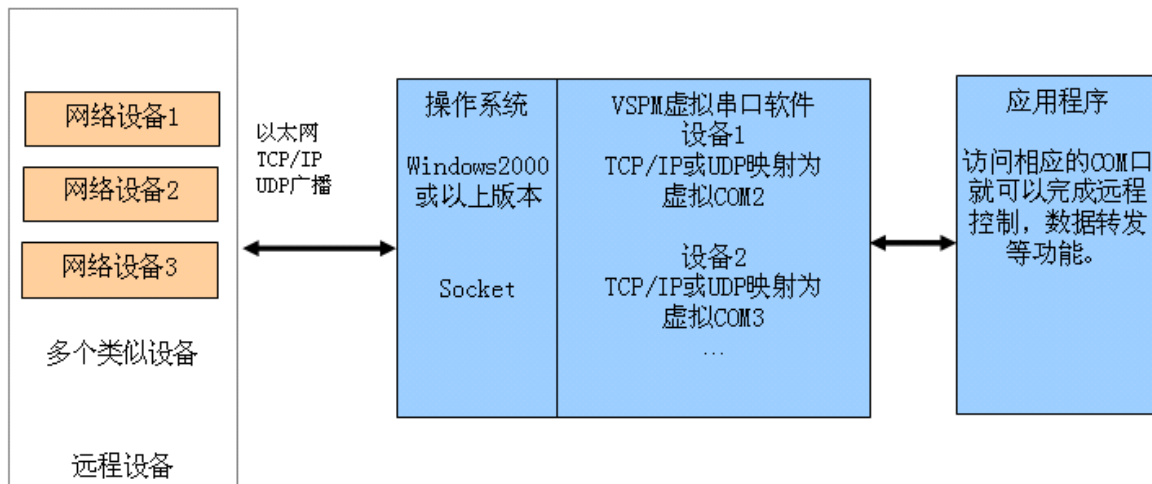 网络设备1
网络设备2
网络设备3
多个类似设备
远程设备
以太网
TCP/IP
UDP广播
操作系统
Windows2000
或以上版本
Socket
VSPM虚拟串口软件
设备1
TCP/IP或UDP映射为
虚拟COM2
设备2
TCP/IP或UDP映射为
虚拟COM3
...
应用程序
访问相应的COM口
就可以完成远程
控制，数据转发
等功能。